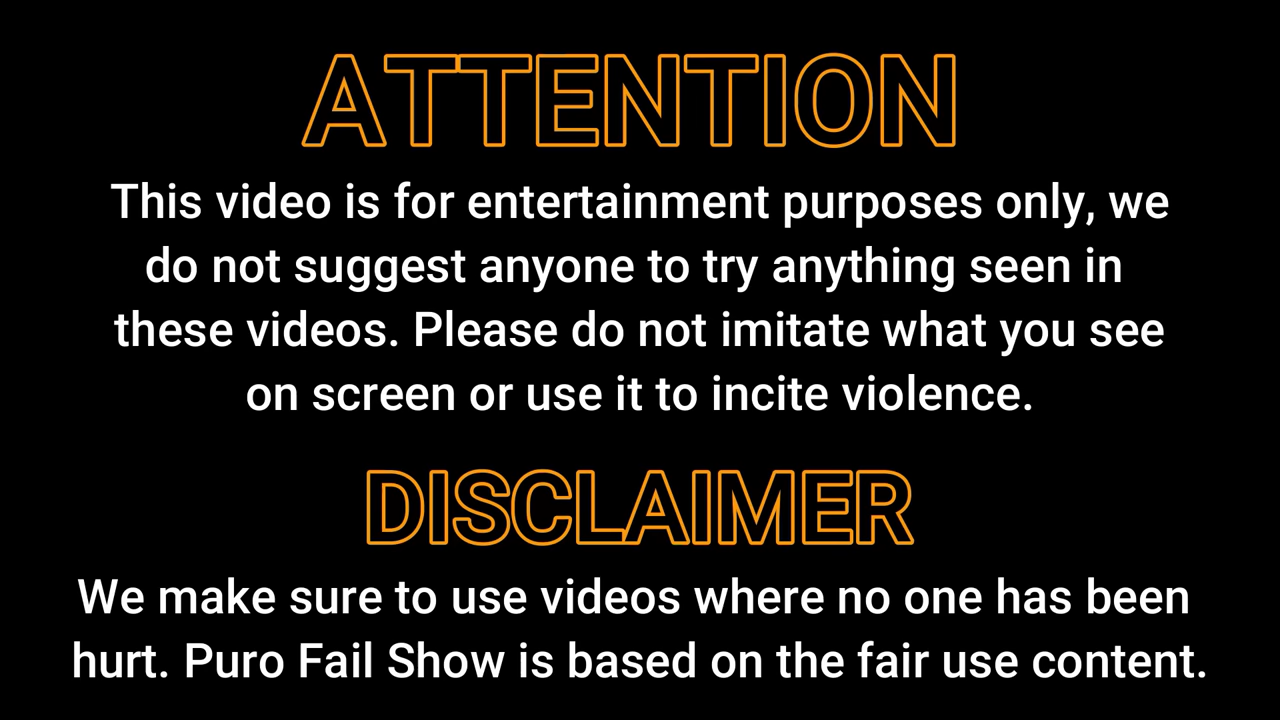 ATTENTION
This video is for entertainment purposes only, we
do not suggest anyone to try anything seen in
these videos. Please do not imitate what you see
on screen or use it to incite violence.
DISCLAIMER
We make sure to use videos where no one has been
hurt. Puro Fail Show is based on the fair use content.